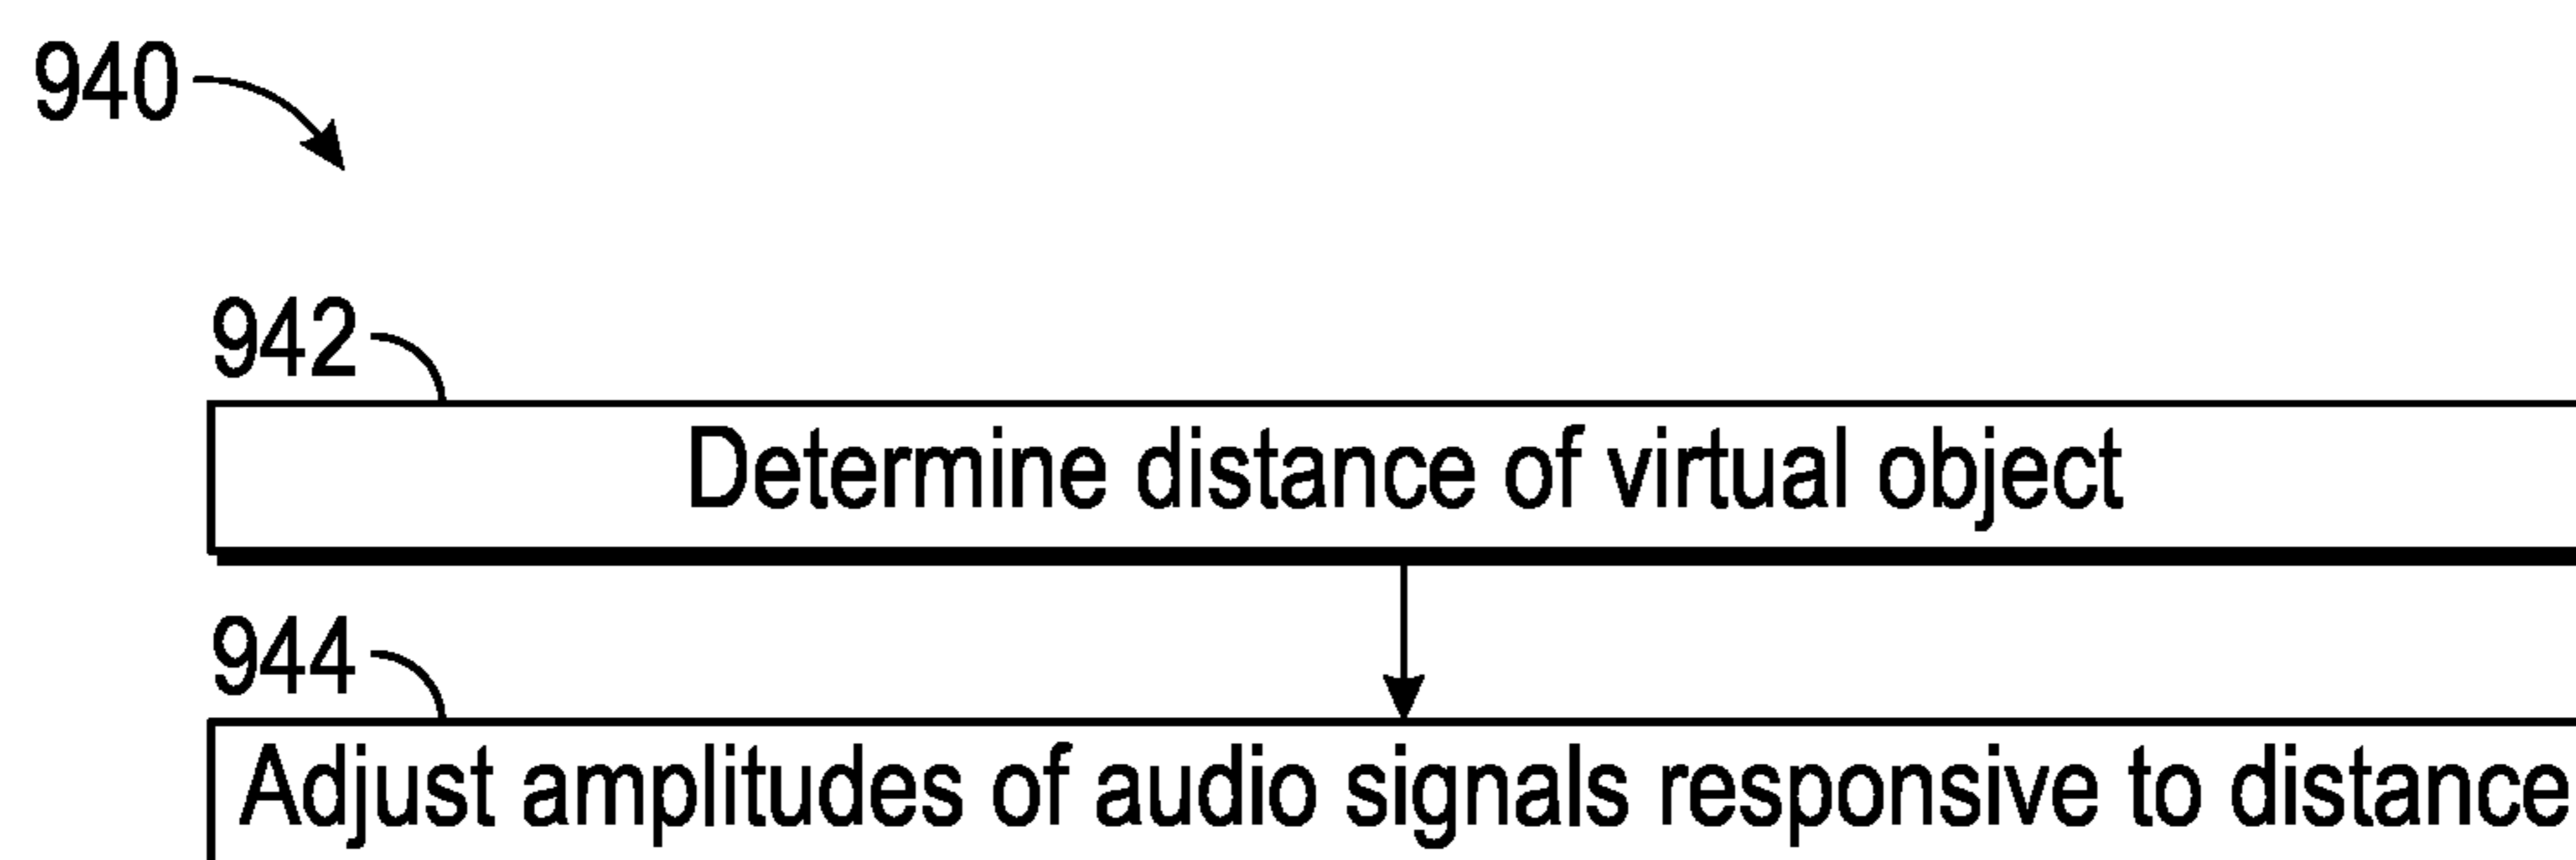 940
942
Determine distance of virtual object
944
Adjust amplitudes of audio signals responsive to distance